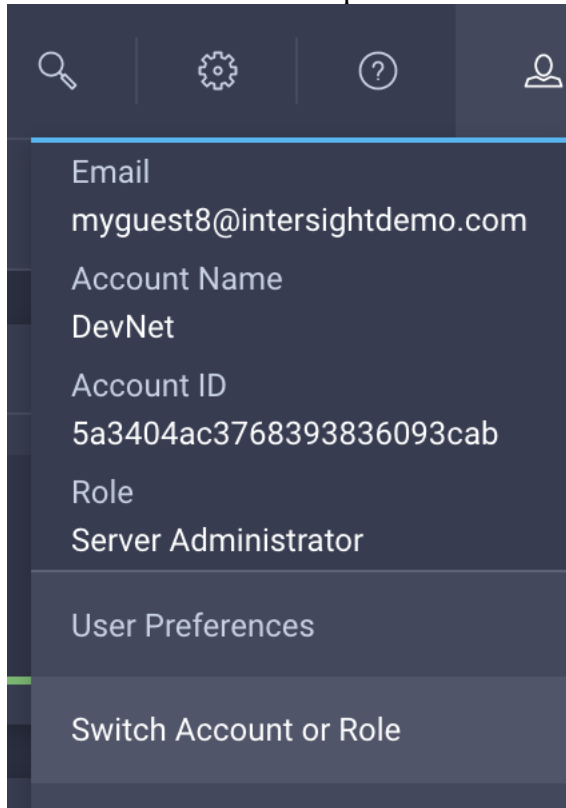 Email
myguest8@intersightdemo.com
Account Name
DevNet
Account ID
5a3404ac3768393836093cab
Role
Server Administrator
User Preferences
Switch Account or Role